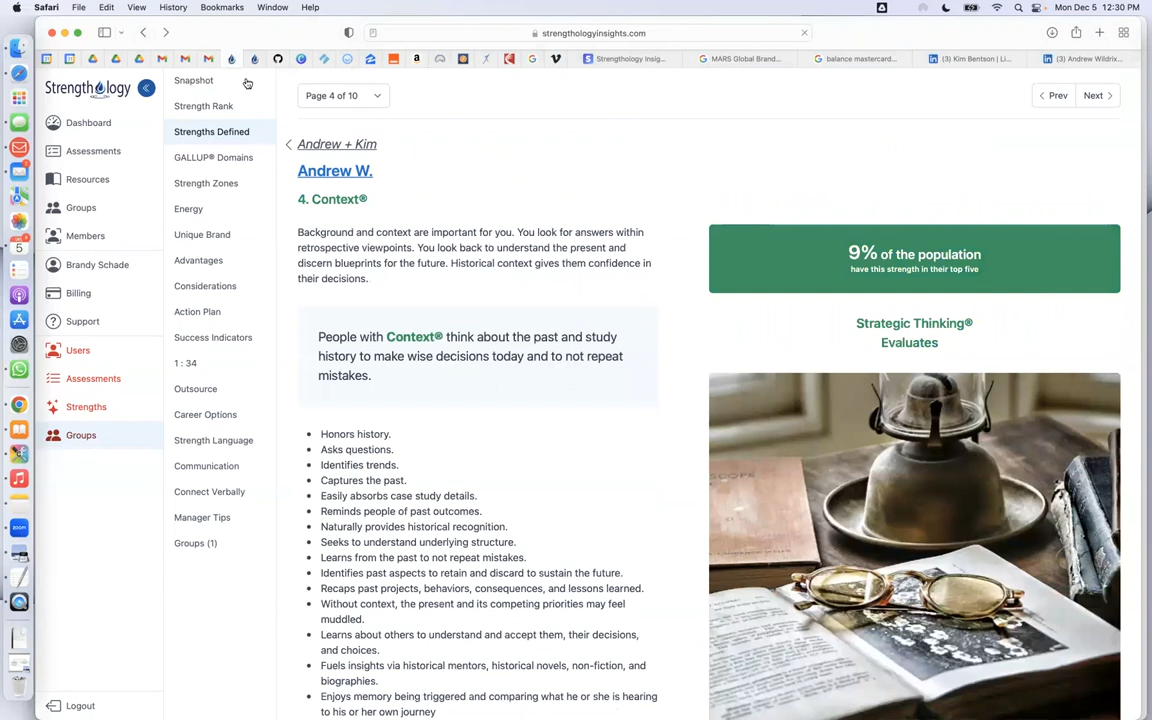 Safari File Edit View History Bookmarks Window Help
Mon Dec 5 12:30 PM
strengthologyinsights.com
Strengthology Insig...
MARS Global Brand...
balance mastercard...
(3) Kim Bentson | Li...
(3) Andrew Wildrix...
Strength logy
Dashboard
Assessments
Resources
Groups
Members
Brandy Schade
Billing
Support
Users
Assessments
Strengths
Groups
Logout
Snapshot
Strength Rank
Strengths Defined
GALLUP® Domains
Strength Zones
Energy
Unique Brand
Advantages
Considerations
Action Plan
Success Indicators
1 : 34
Outsource
Career Options
Strength Language
Communication
Connect Verbally
Manager Tips
Groups (1)
Page 4 of 10
Prev Next
Andrew + Kim
Andrew W.
4. Context®
Background and context are important for you. You look for answers within
retrospective viewpoints. You look back to understand the present and
discern blueprints for the future. Historical context gives them confidence in
their decisions.
People with Context® think about the past and study
history to make wise decisions today and to not repeat
mistakes.
Honors history.
Asks questions.
Identifies trends.
Captures the past.
Easily absorbs case study details.
Reminds people of past outcomes.
Naturally provides historical recognition.
Seeks to understand underlying structure.
Learns from the past to not repeat mistakes.
Identifies past aspects to retain and discard to sustain the future.
Recaps past projects, behaviors, consequences, and lessons learned.
Without context, the present and its competing priorities may feel
muddled.
Learns about others to understand and accept them, their decisions,
and choices.
Fuels insights via historical mentors, historical novels, non-fiction, and
biographies.
Enjoys memory being triggered and comparing what he or she is hearing
to his or her own journey
9% of the population
have this strength in their top five
Strategic Thinking®
Evaluates